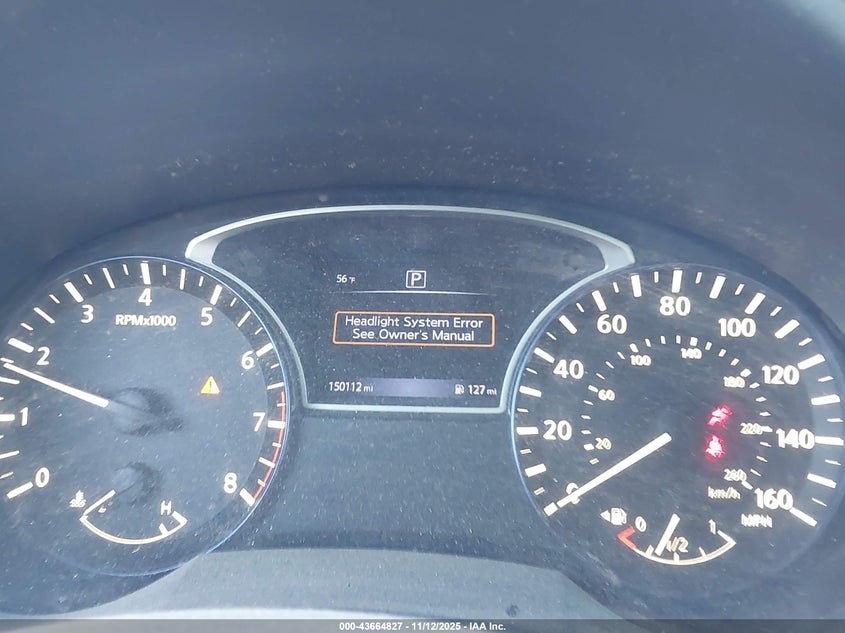 56 °F
P
Headlight System Error
See Owner's Manual
150112 mi
127 mi
0
1
2
3
4
5
6
7
8
RPMx1000
H
0
20
40
60
80
100
120
140
160
MPH
20
60
100
140
180
220
260
km/h
0
1/2
1
000-43664827 - 11/12/2025 - IAA Inc.